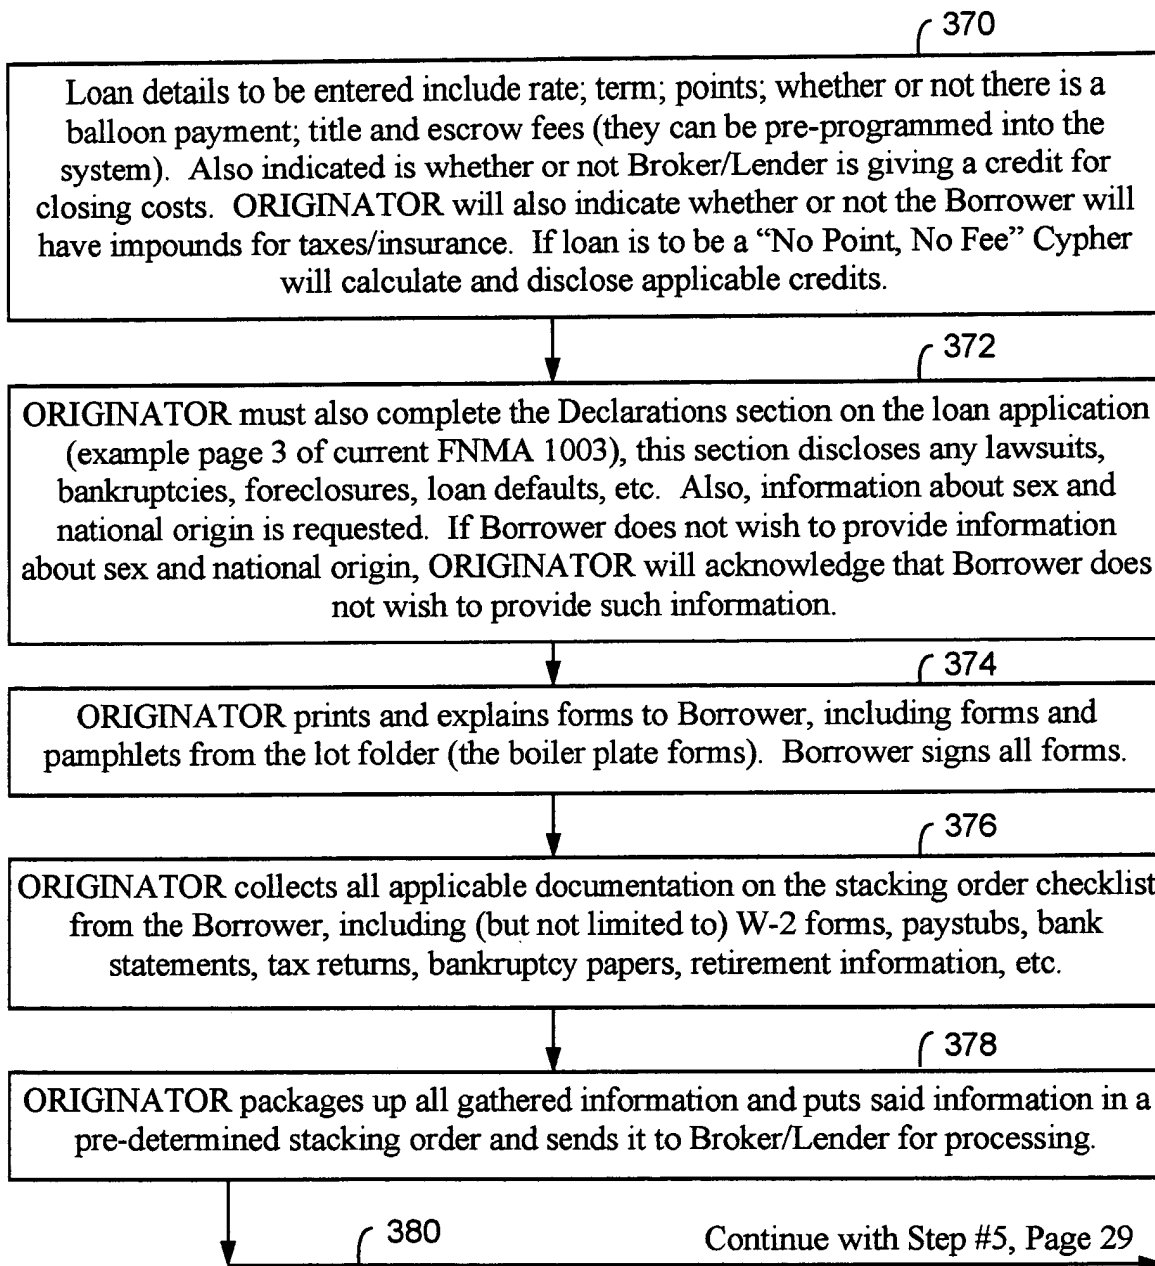 370
Loan details to be entered include rate; term; points; whether or not there is a
balloon payment; title and escrow fees (they can be pre-programmed into the
system).  Also indicated is whether or not Broker/Lender is giving a credit for
closing costs.  ORIGINATOR will also indicate whether or not the Borrower will
have impounds for taxes/insurance.  If loan is to be a “No Point, No Fee” Cypher
will calculate and disclose applicable credits.
372
ORIGINATOR must also complete the Declarations section on the loan application
(example page 3 of current FNMA 1003), this section discloses any lawsuits,
bankruptcies, foreclosures, loan defaults, etc.  Also, information about sex and
national origin is requested.  If Borrower does not wish to provide information
about sex and national origin, ORIGINATOR will acknowledge that Borrower does
not wish to provide such information.
374
ORIGINATOR prints and explains forms to Borrower, including forms and
pamphlets from the lot folder (the boiler plate forms).  Borrower signs all forms.
376
ORIGINATOR collects all applicable documentation on the stacking order checklist
from the Borrower, including (but not limited to) W-2 forms, paystubs, bank
statements, tax returns, bankruptcy papers, retirement information, etc.
378
ORIGINATOR packages up all gathered information and puts said information in a
pre-determined stacking order and sends it to Broker/Lender for processing.
380
Continue with Step #5, Page 29